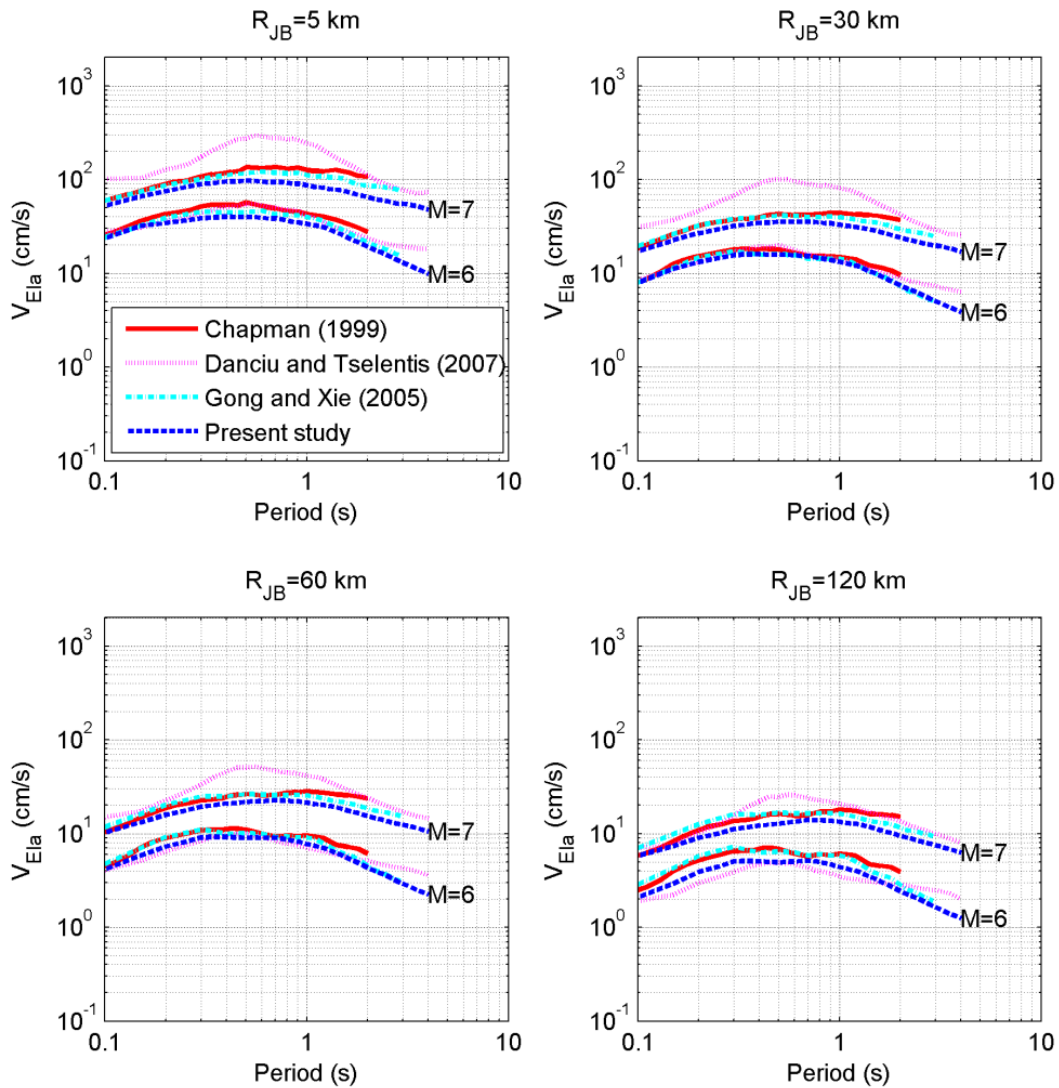 R_JB=5 km
V_Ela (cm/s)
10^3
10^2
10^1
10^0
10^-1
M=7
M=6
Chapman (1999)
Danciu and Tselentis (2007)
Gong and Xie (2005)
Present study
0.1 1 10
Period (s)
R_JB=30 km
V_Ela (cm/s)
10^3
10^2
10^1
10^0
10^-1
M=7
M=6
0.1 1 10
Period (s)
R_JB=60 km
V_Ela (cm/s)
10^3
10^2
10^1
10^0
10^-1
M=7
M=6
0.1 1 10
Period (s)
R_JB=120 km
V_Ela (cm/s)
10^3
10^2
10^1
10^0
10^-1
M=7
M=6
0.1 1 10
Period (s)